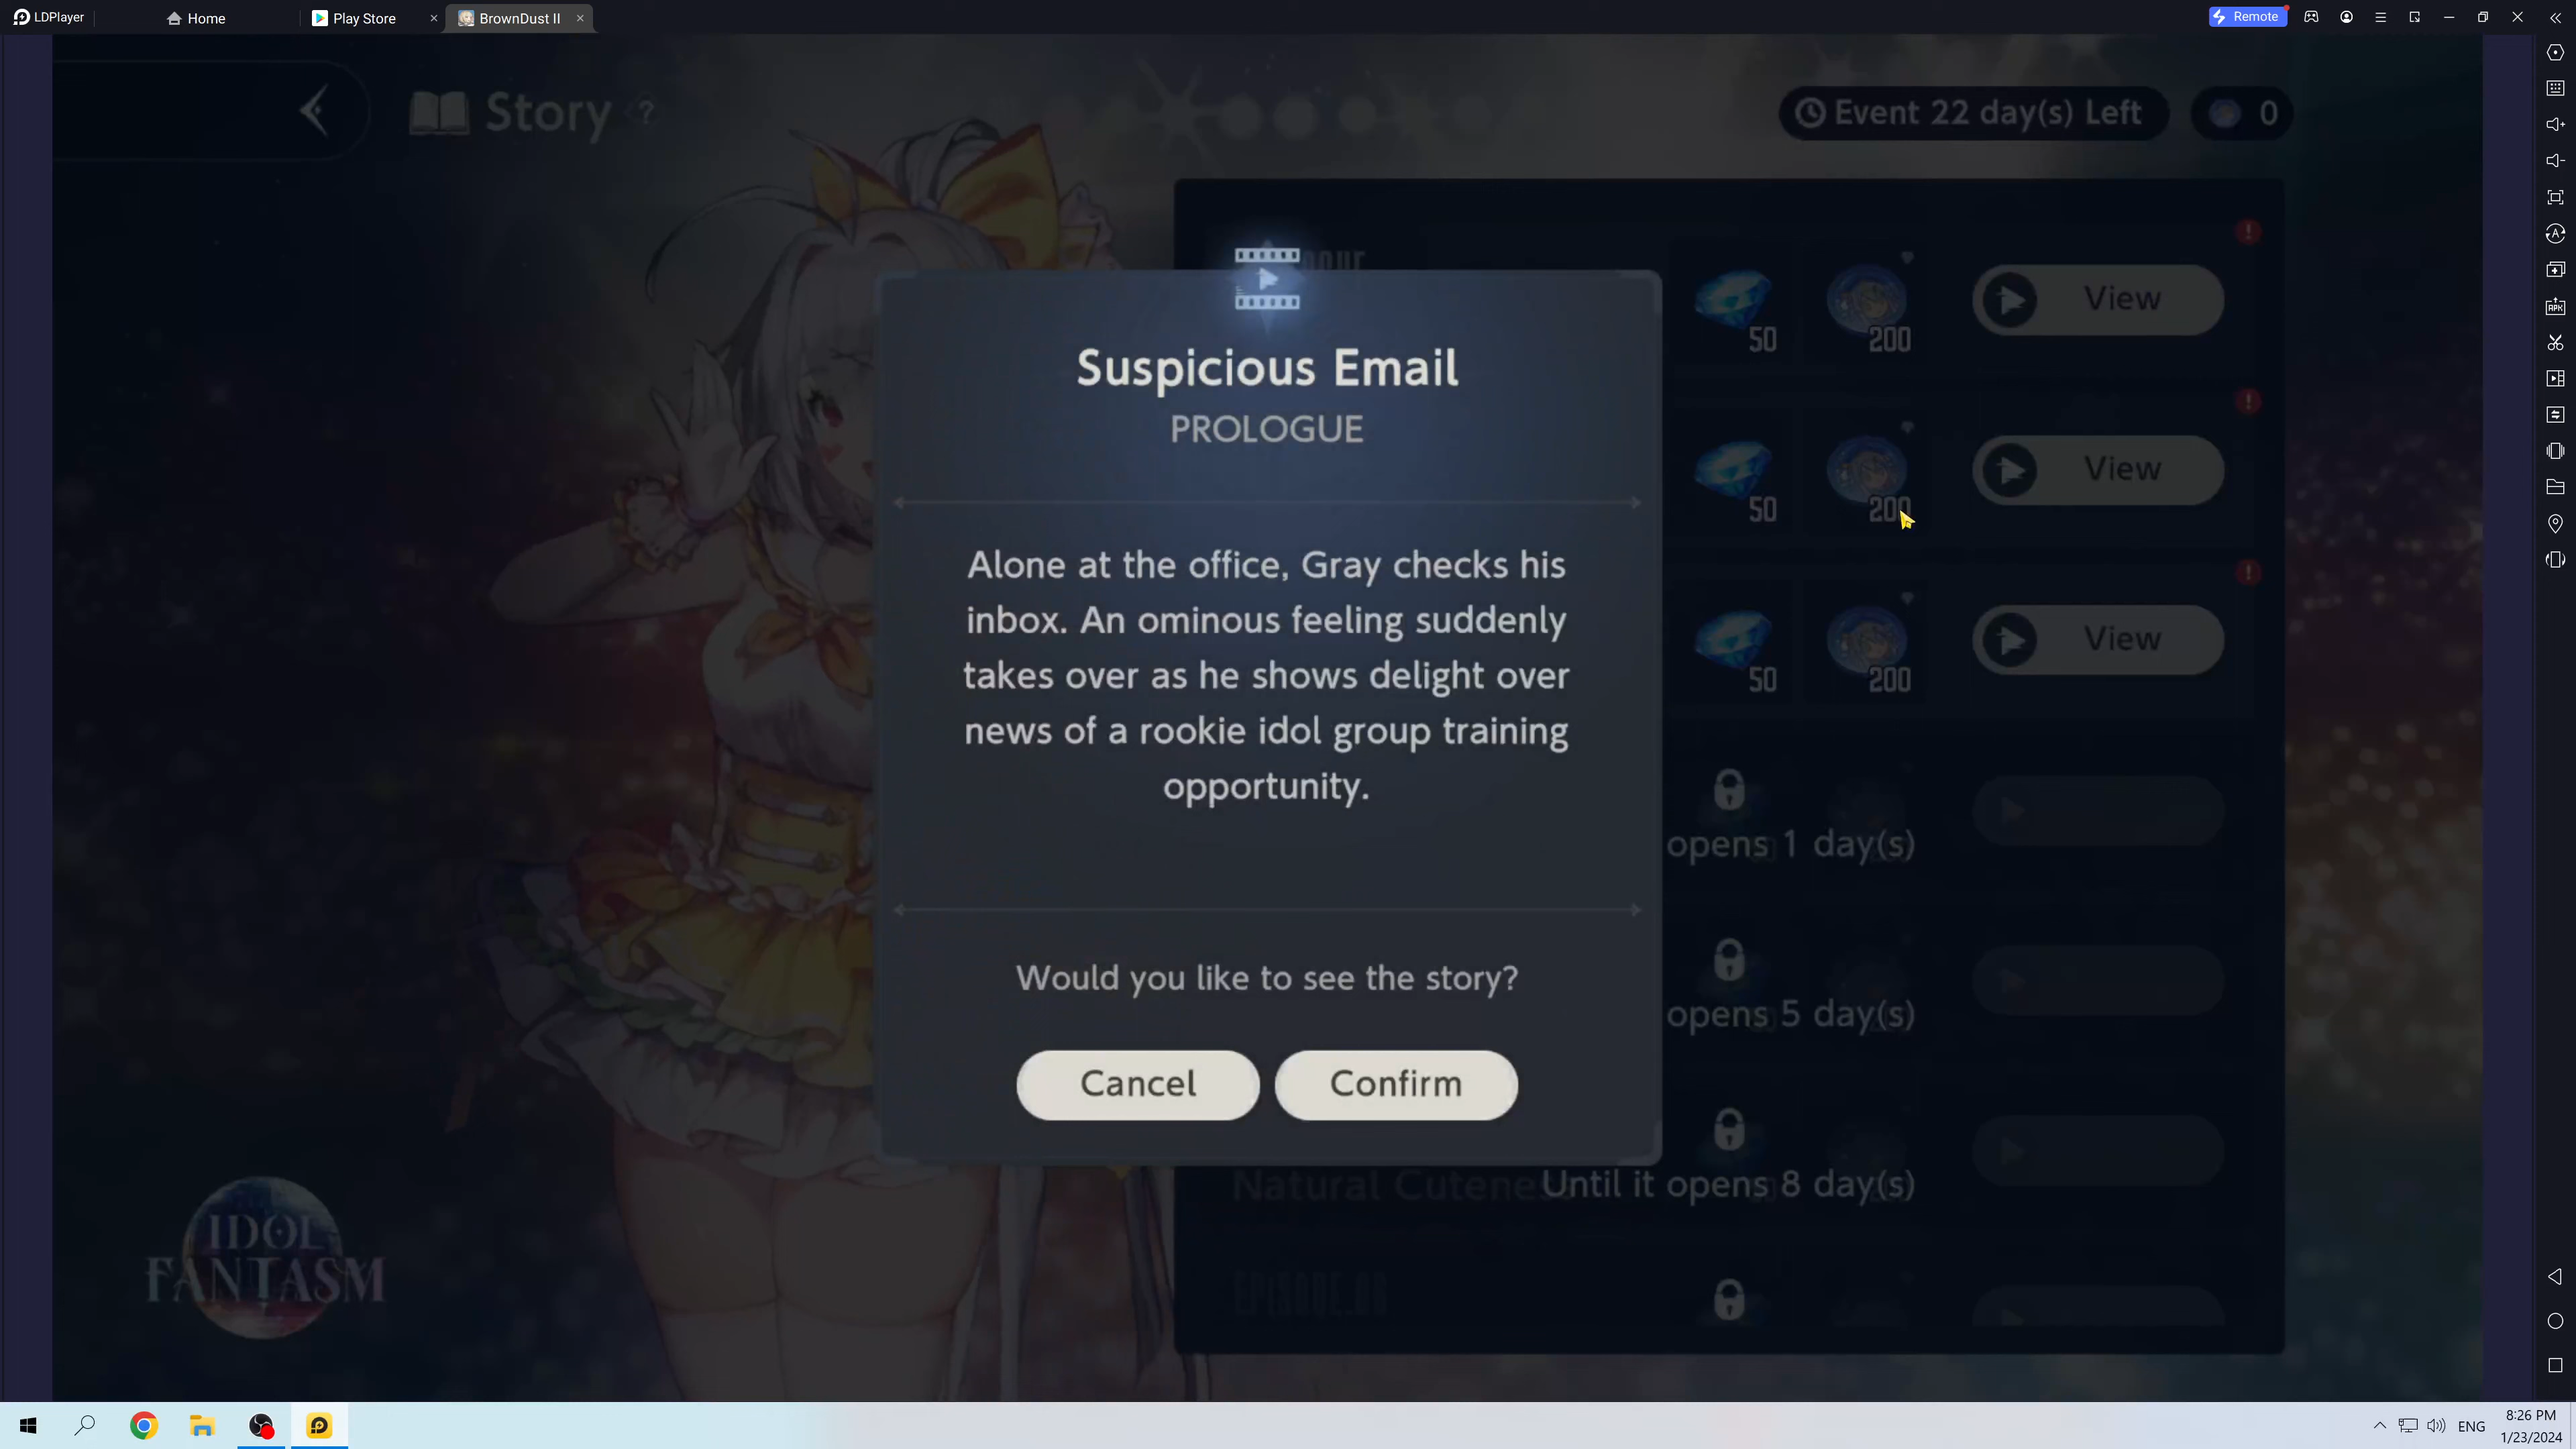 LDPlayer
Home
Play Store
BrownDust II
Remote
Story
?
Event 22 day(s) Left
0
50
200
View
Suspicious Email
PROLOGUE
50
200
View
Alone at the office, Gray checks his
inbox. An ominous feeling suddenly
takes over as he shows delight over
news of a rookie idol group training
opportunity.
50
200
View
opens 1 day(s)
Would you like to see the story?
opens 5 day(s)
Cancel
Confirm
Natural Cutene
Until it opens 8 day(s)
IDOL
FANTASM
ENG
8:26 PM
1/23/2024